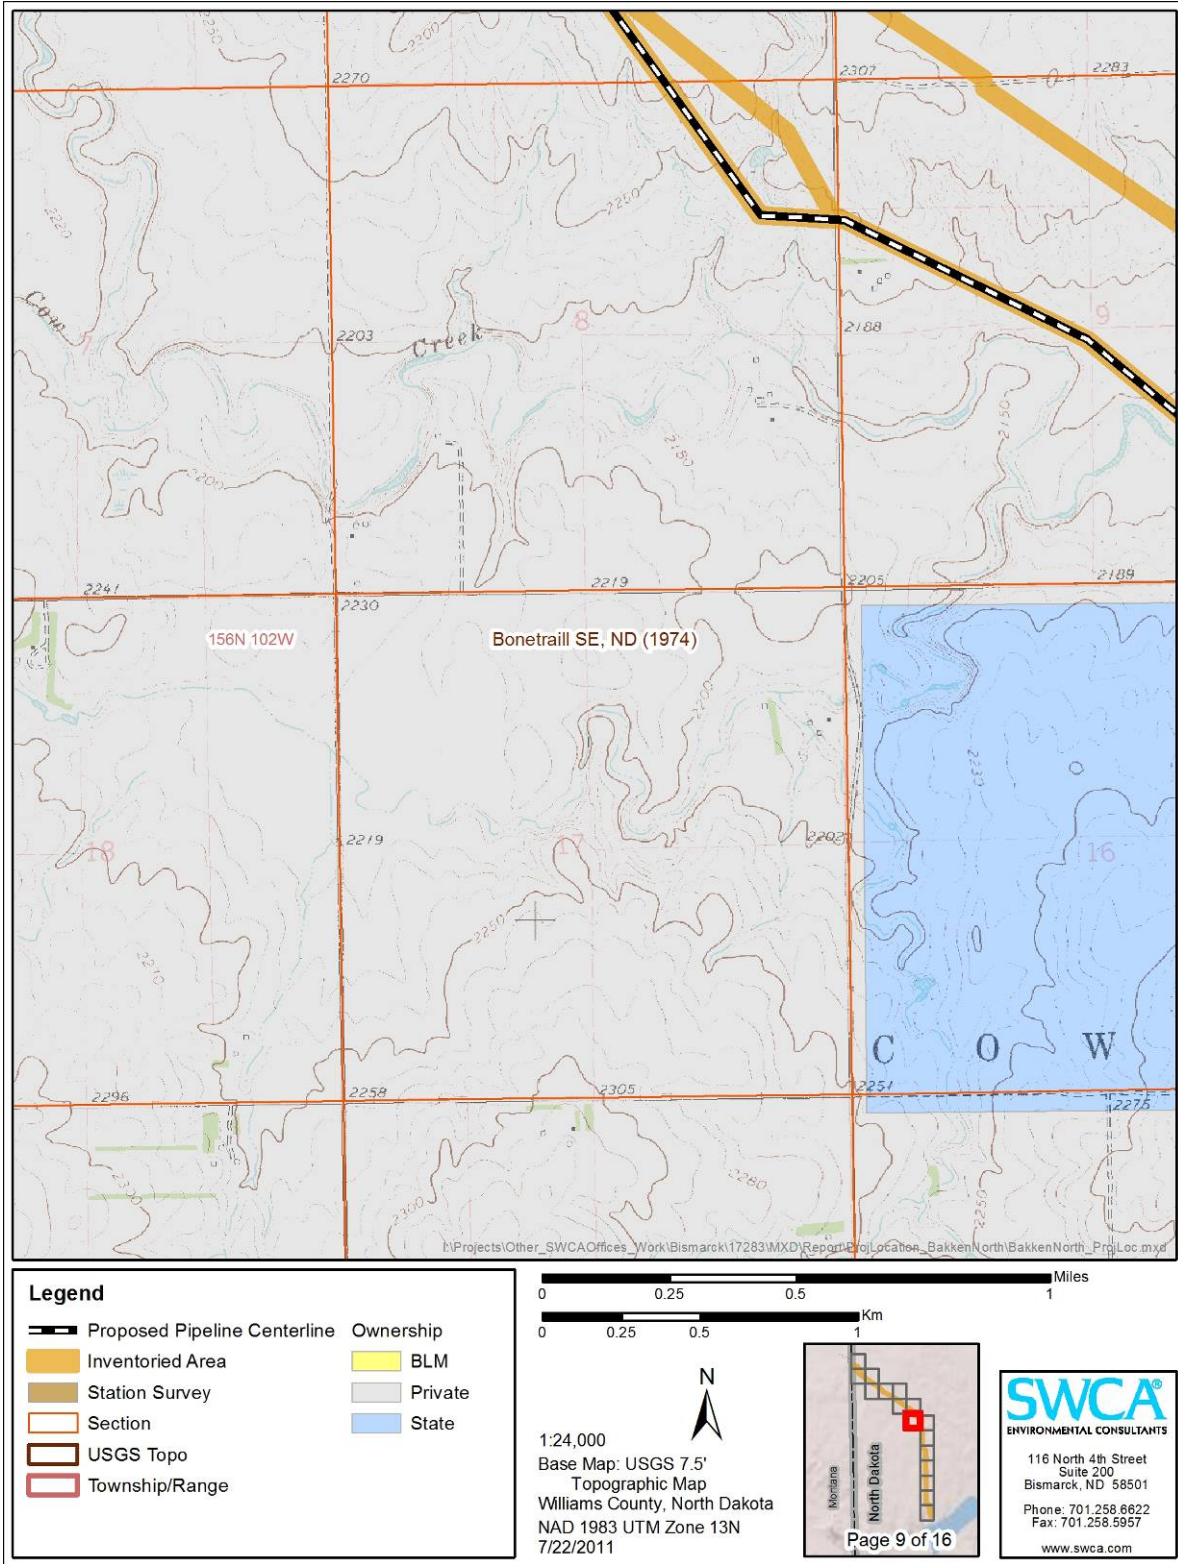 2250
2200
2270
2307
2283
2220
2250
Cow
7
2203
Creek
8
2188
9
2150
2200
2180
2241
2219
2205
2189
2230
156N 102W
Bonetraill SE, ND (1974)
2200
2230
18
2219
17
2202
16
2250
2270
C O W
2296
2258
2305
2251
2275
2300
2300
2280
2250
I:\Projects\Other_SWCAOffices_Work\Bismarck\17283\MXD\Report\ProjLocation_BakkenNorth\BakkenNorth_ProjLoc.mxd
Legend
Proposed Pipeline Centerline
Inventoried Area
Station Survey
Section
USGS Topo
Township/Range
Ownership
BLM
Private
State
Miles
0 0.25 0.5 1
Km
0 0.25 0.5 1
N
1:24,000
Base Map: USGS 7.5'
Topographic Map
Williams County, North Dakota
NAD 1983 UTM Zone 13N
7/22/2011
Montana
North Dakota
Page 9 of 16
SWCA®
ENVIRONMENTAL CONSULTANTS
116 North 4th Street
Suite 200
Bismarck, ND 58501
Phone: 701.258.6622
Fax: 701.258.5957
www.swca.com